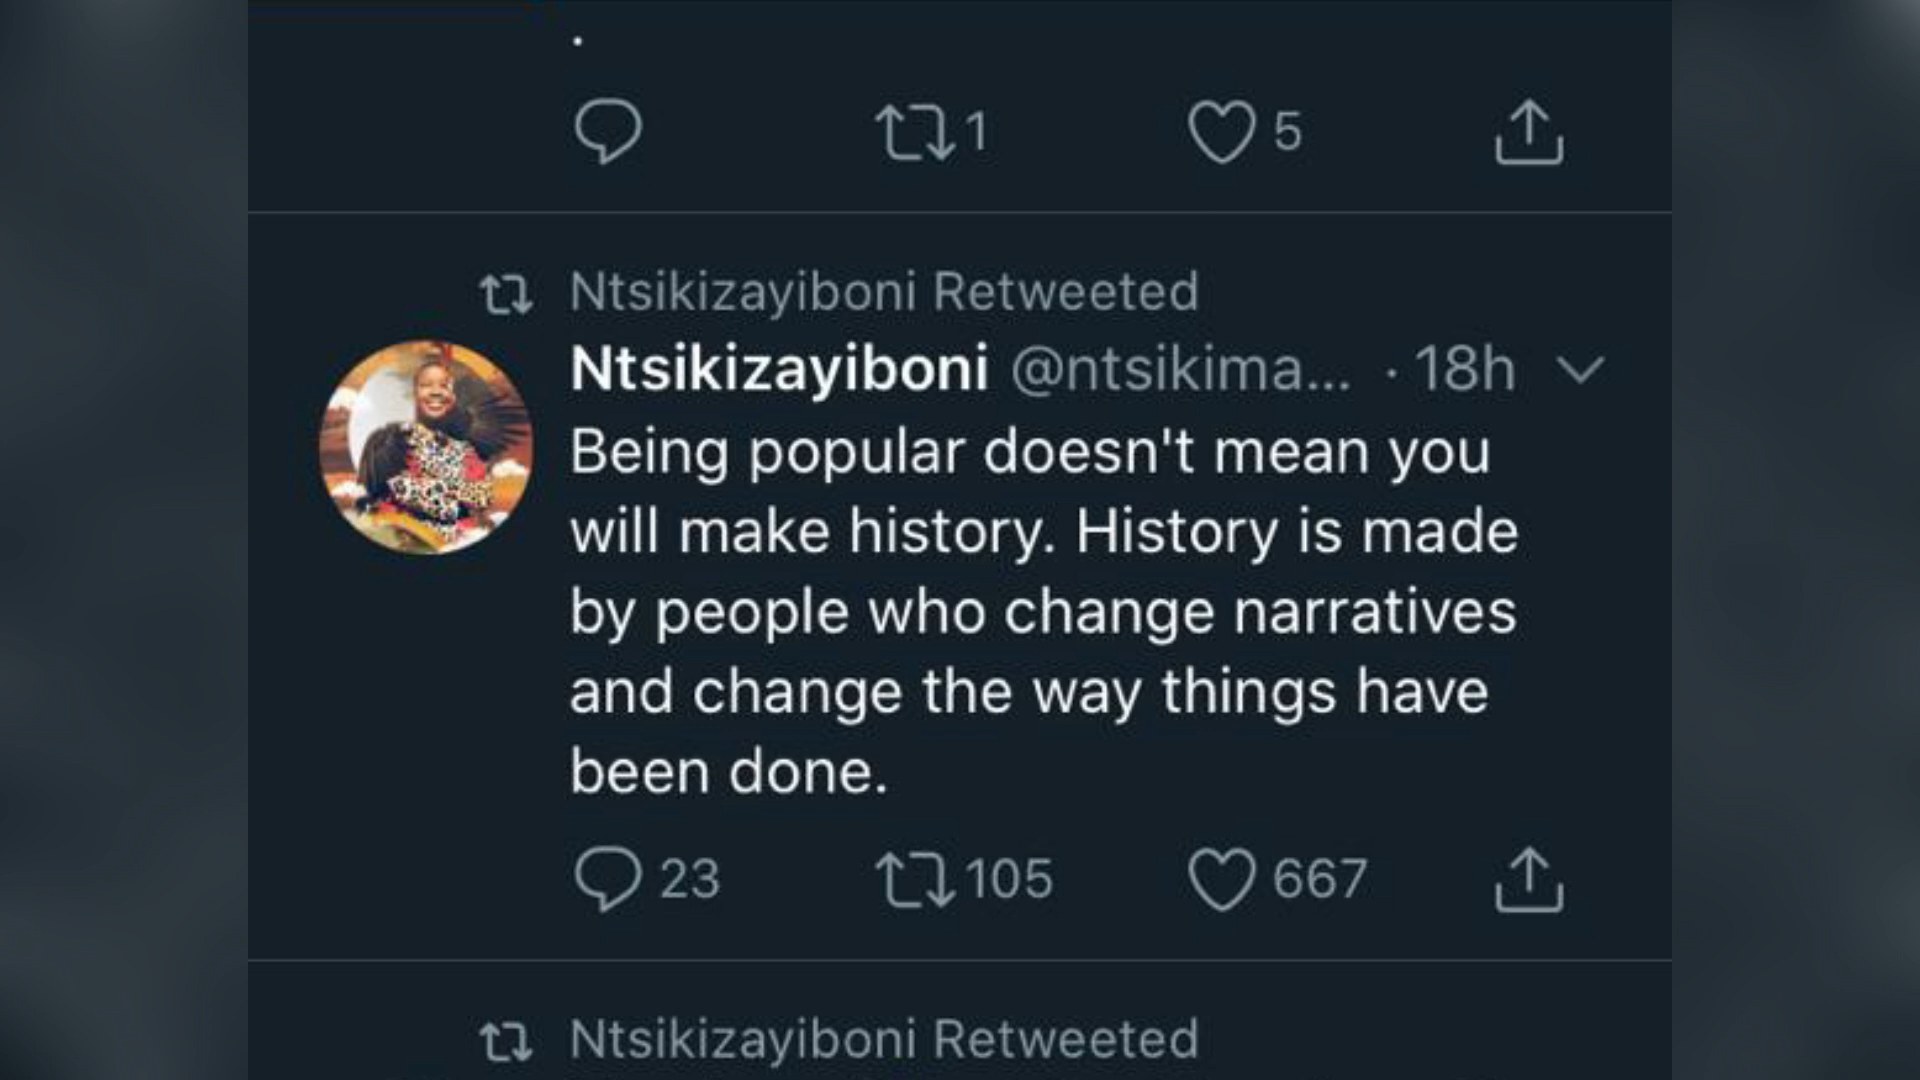 .
1
5
Ntsikizayiboni Retweeted
Ntsikizayiboni @ntsikima... · 18h
Being popular doesn't mean you
will make history. History is made
by people who change narratives
and change the way things have
been done.
23
105
667
Ntsikizayiboni Retweeted